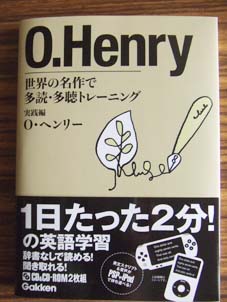 O.Henry
世界の名作で
多読・多聴トレーニング
実践編
O・ヘンリー
1日たった2分!
の英語学習
辞書なしで読める!
聞き取れる!
CD&CD-ROM2枚組
Gakken